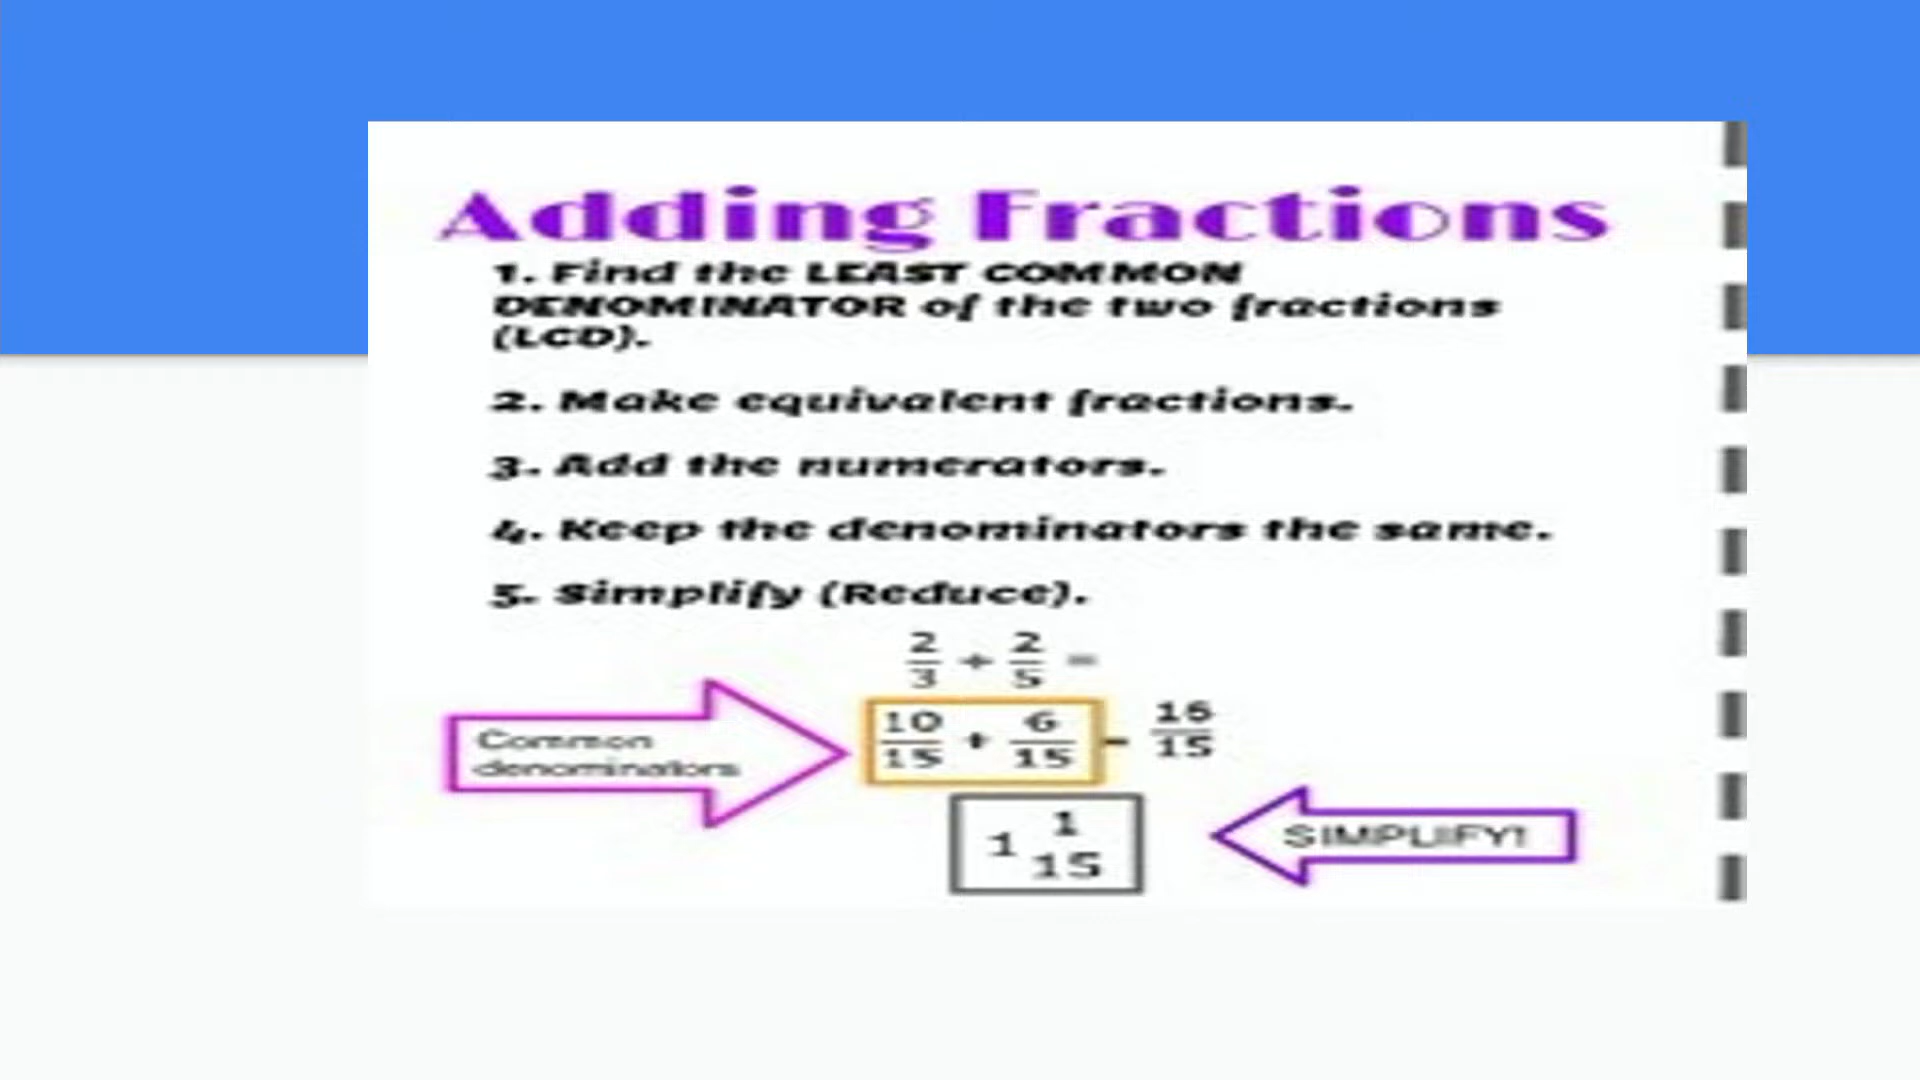 Adding Fractions
1. Find the LEAST COMMON
DENOMINATOR of the two fractions
(LCD).
2. Make equivalent fractions.
3. Add the numerators.
4. Keep the denominators the same.
5. Simplify (Reduce).
2/3 + 2/5 =
Common
denominators
10/15 + 6/15 = 16/15
1 1/15
SIMPLIFY!